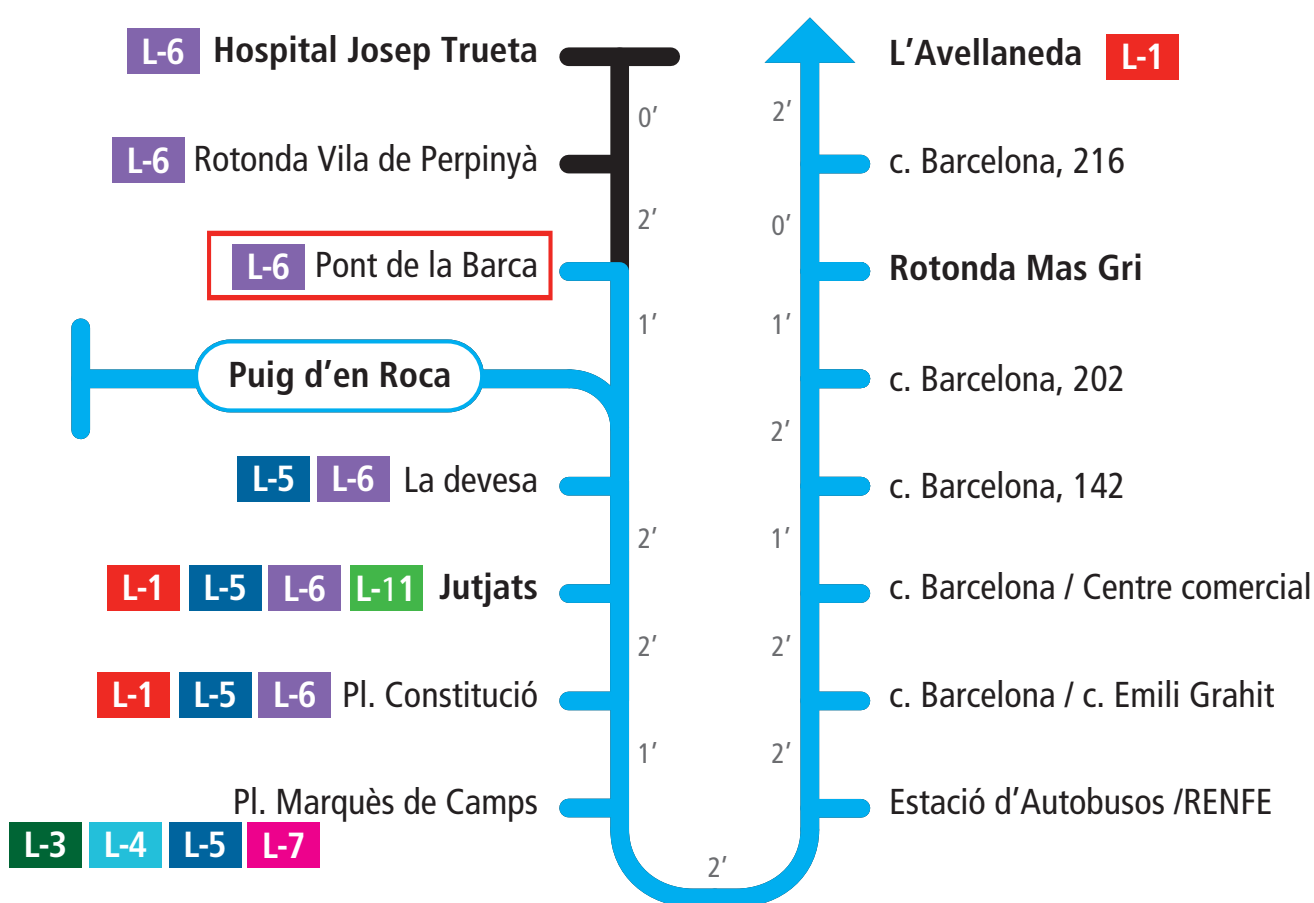 L-6 Hospital Josep Trueta
0’
L-6 Rotonda Vila de Perpinyà
2’
L-6 Pont de la Barca
1’
Puig d’en Roca
L-5 L-6 La devesa
2’
L-1 L-5 L-6 L-11 Jutjats
2’
L-1 L-5 L-6 Pl. Constitució
1’
Pl. Marquès de Camps
L-3 L-4 L-5 L-7
2’
L’Avellaneda L-1
2’
c. Barcelona, 216
0’
Rotonda Mas Gri
1’
c. Barcelona, 202
2’
c. Barcelona, 142
1’
c. Barcelona / Centre comercial
2’
c. Barcelona / c. Emili Grahit
2’
Estació d’Autobusos /RENFE